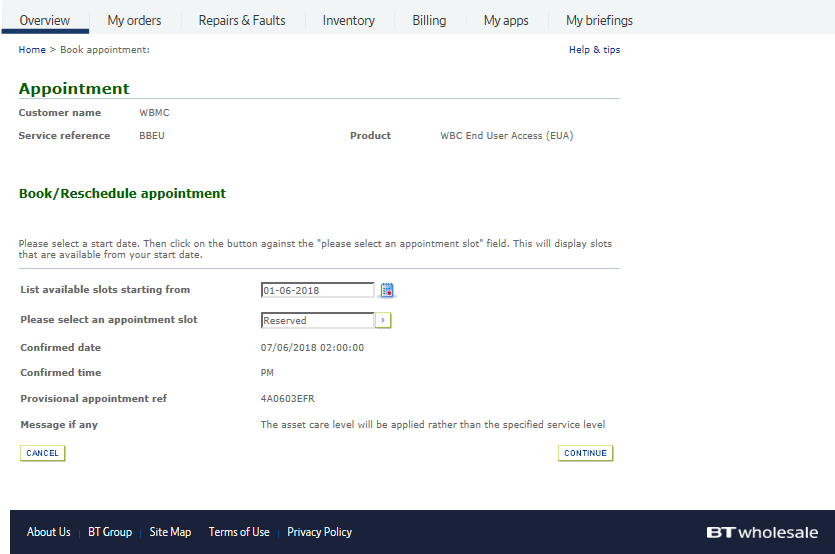 Overview My orders Repairs & Faults Inventory Billing My apps My briefings
Home > Book appointment: Help & tips
Appointment
Customer name WBMC
Service reference BBEU Product WBC End User Access (EUA)
Book/Reschedule appointment
Please select a start date. Then click on the button against the "please select an appointment slot" field. This will display slots
that are available from your start date.
List available slots starting from 01-06-2018
Please select an appointment slot Reserved >
Confirmed date 07/06/2018 02:00:00
Confirmed time PM
Provisional appointment ref 4A0603EFR
Message if any The asset care level will be applied rather than the specified service level
CANCEL CONTINUE
About Us | BT Group | Site Map Terms of Use | Privacy Policy BT wholesale